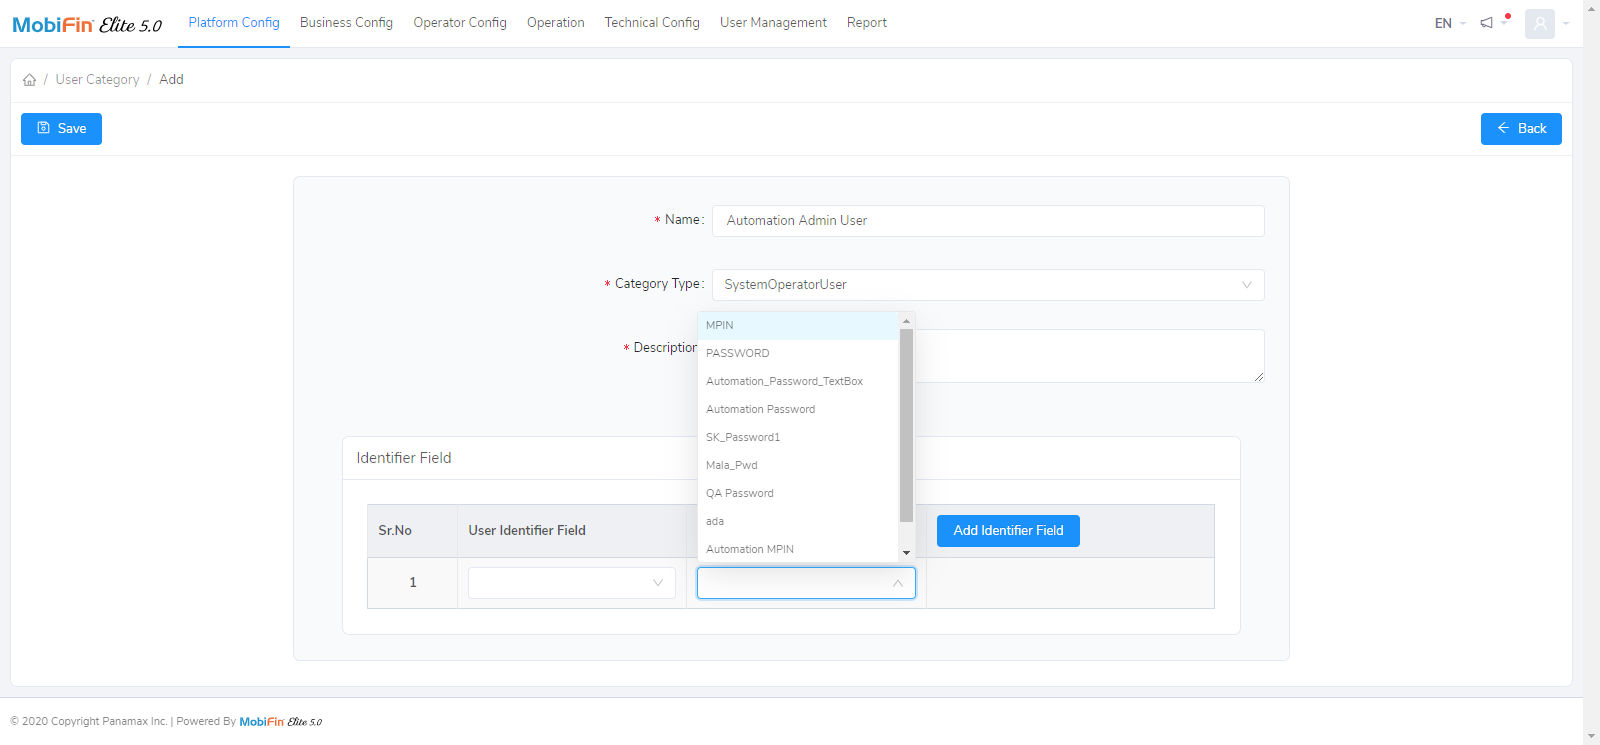 MobiFin Elite 5.0 Platform Config Business Config Operator Config Operation Technical Config User Management Report EN
/ User Category / Add
Save Back
* Name: Automation Admin User
* Category Type: SystemOperatorUser
* Description
MPIN
PASSWORD
Automation_Password_TextBox
Automation Password
SK_Password1
Mala_Pwd
QA Password
ada
Automation MPIN
Identifier Field
Sr.No User Identifier Field Add Identifier Field
1
© 2020 Copyright Panamax Inc. | Powered By MobiFin Elite 5.0